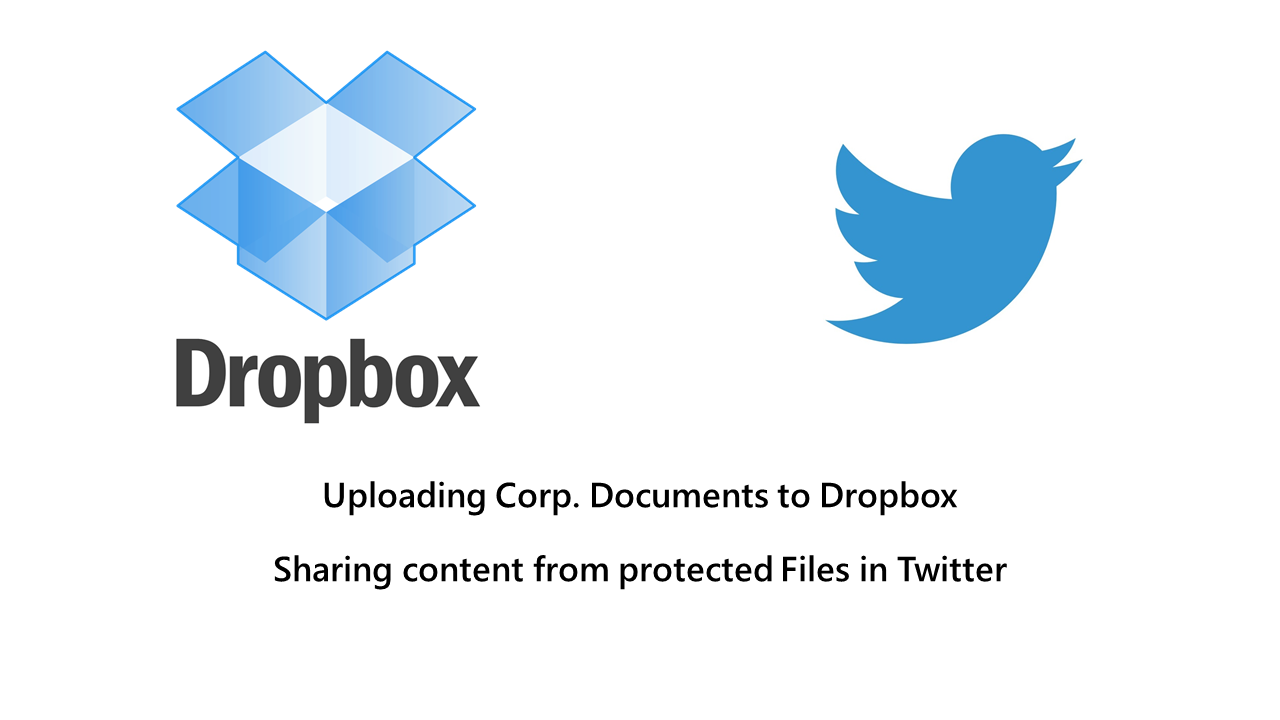 Dropbox
Uploading Corp. Documents to Dropbox
Sharing content from protected Files in Twitter